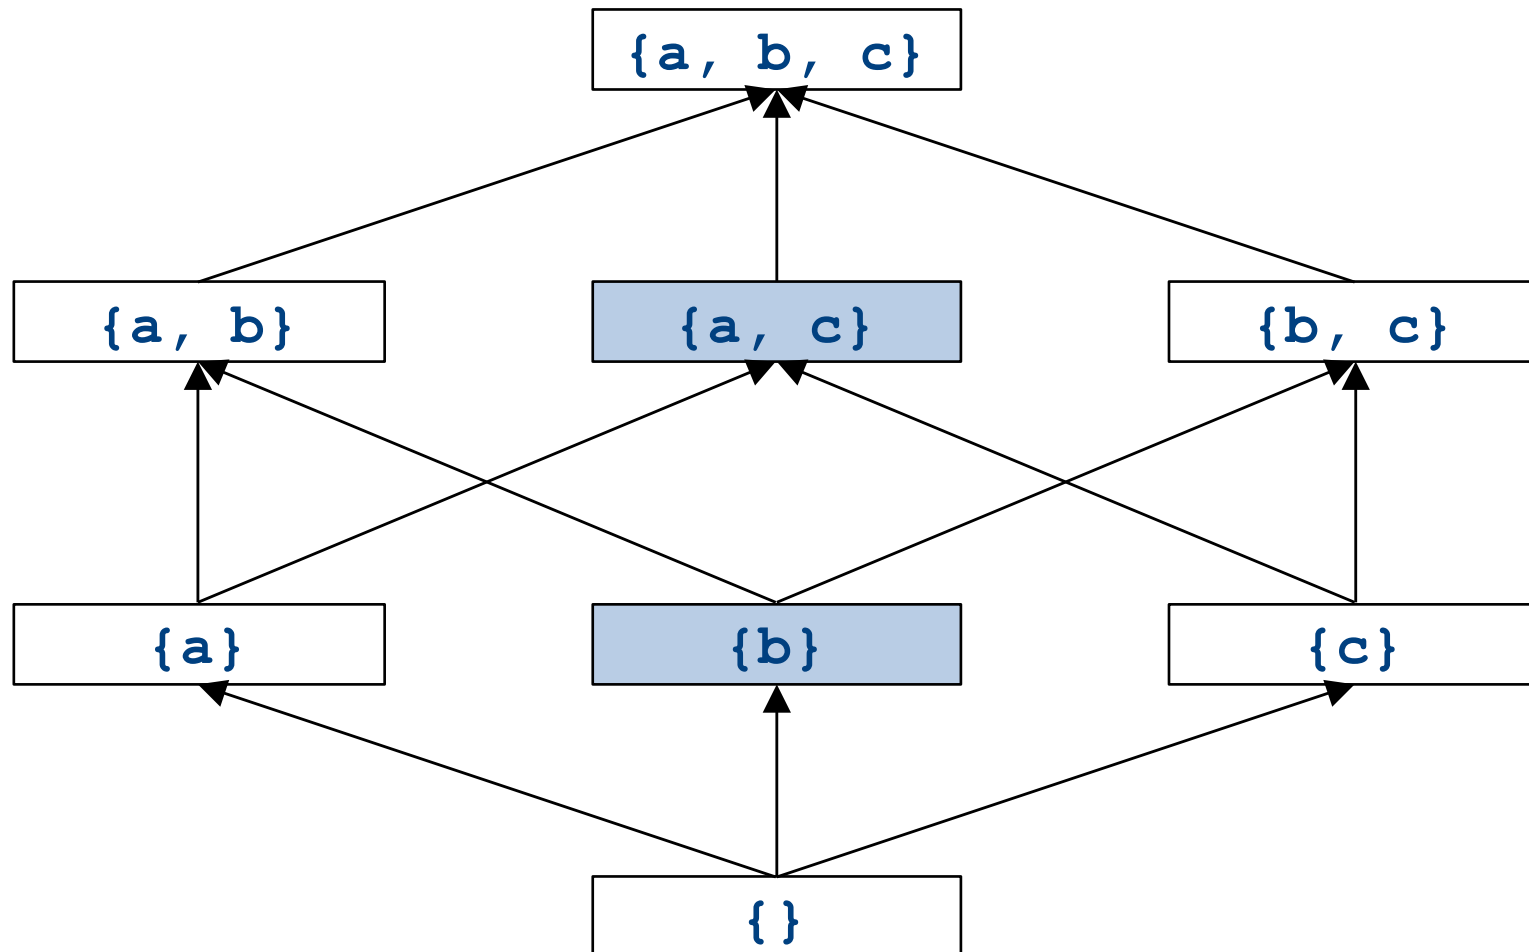 {a, b, c}
{a, b}
{a, c}
{b, c}
{a}
{b}
{c}
{}